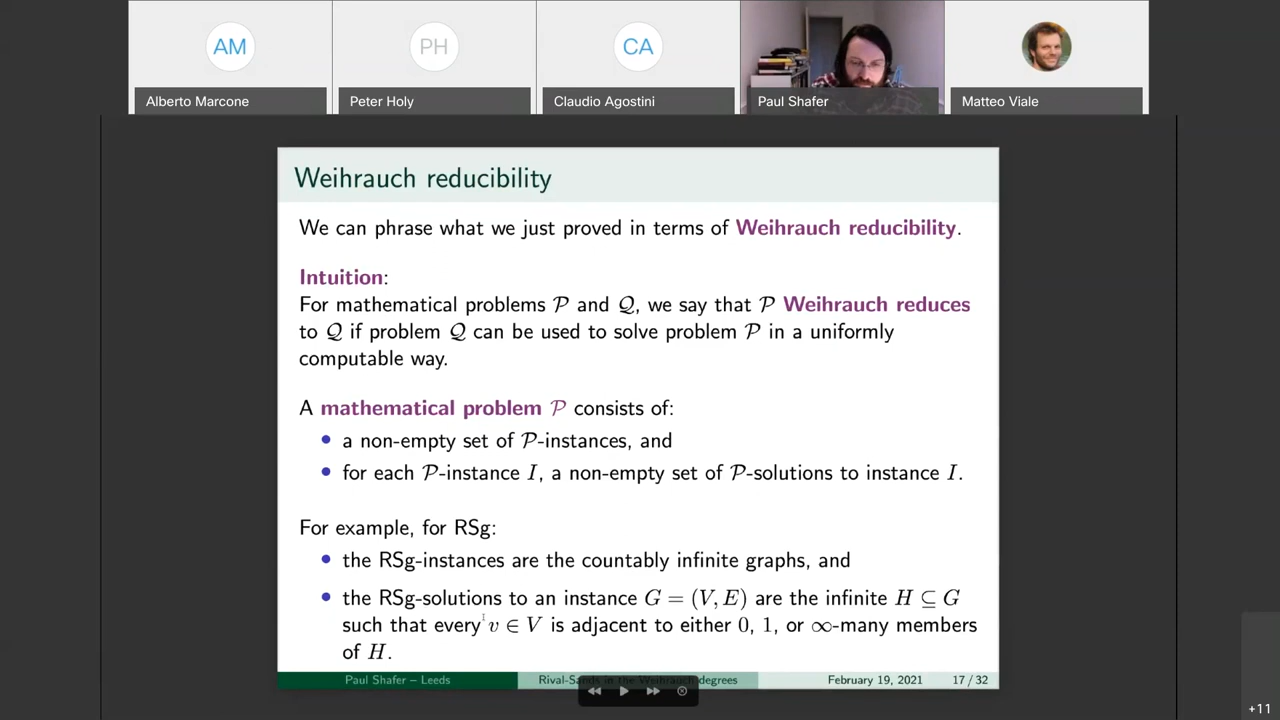 AM
PH
CA
Alberto Marcone
Peter Holy
Claudio Agostini
Paul Shafer
Matteo Viale
Weihrauch reducibility
We can phrase what we just proved in terms of Weihrauch reducibility.
Intuition:
For mathematical problems 𝒫 and 𝒬, we say that 𝒫 Weihrauch reduces
to 𝒬 if problem 𝒬 can be used to solve problem 𝒫 in a uniformly
computable way.
A mathematical problem 𝒫 consists of:
• a non-empty set of 𝒫-instances, and
• for each 𝒫-instance I, a non-empty set of 𝒫-solutions to instance I.
For example, for RSg:
• the RSg-instances are the countably infinite graphs, and
• the RSg-solutions to an instance G = (V, E) are the infinite H ⊆ G
such that every v ∈ V is adjacent to either 0, 1, or ∞-many members
of H.
Paul Shafer – Leeds
Rival-Sands in the Weihrauch degrees
February 19, 2021
17 / 32
+11